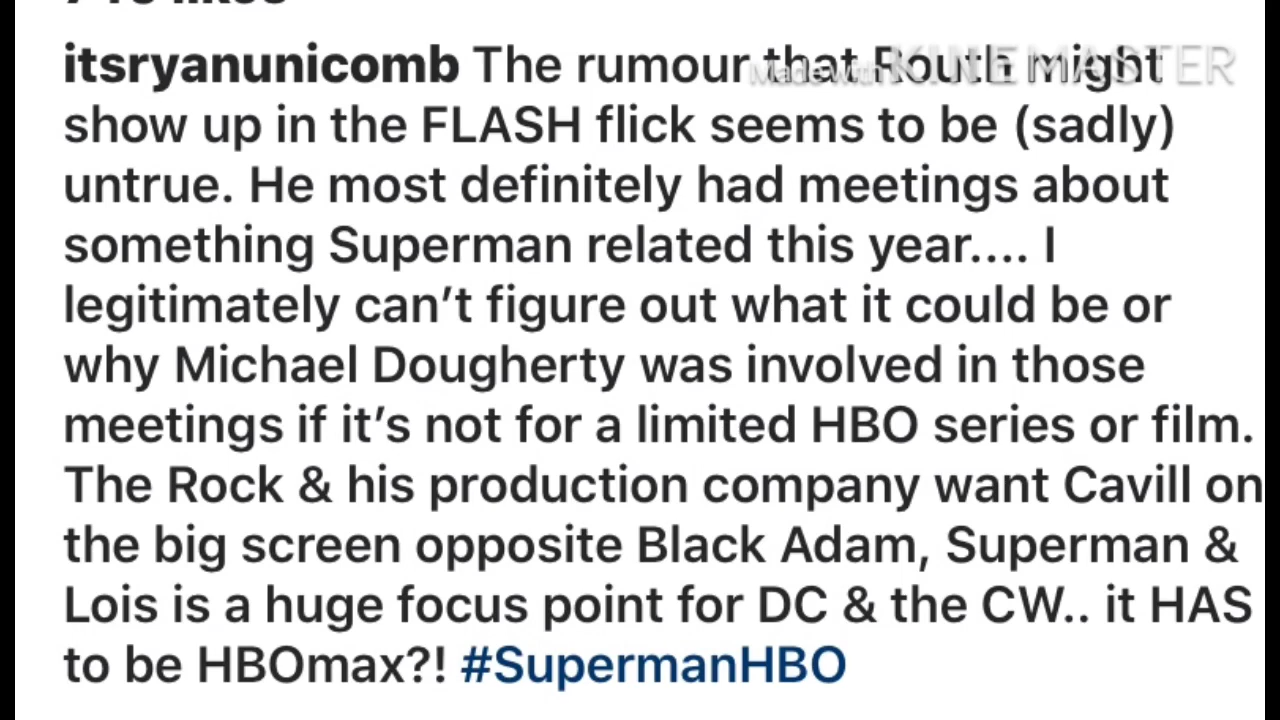 itsryanunicomb The rumour that Routh might
Made with KINEMASTER
show up in the FLASH flick seems to be (sadly)
untrue. He most definitely had meetings about
something Superman related this year.... I
legitimately can’t figure out what it could be or
why Michael Dougherty was involved in those
meetings if it’s not for a limited HBO series or film.
The Rock & his production company want Cavill on
the big screen opposite Black Adam, Superman &
Lois is a huge focus point for DC & the CW.. it HAS
to be HBOmax?! #SupermanHBO